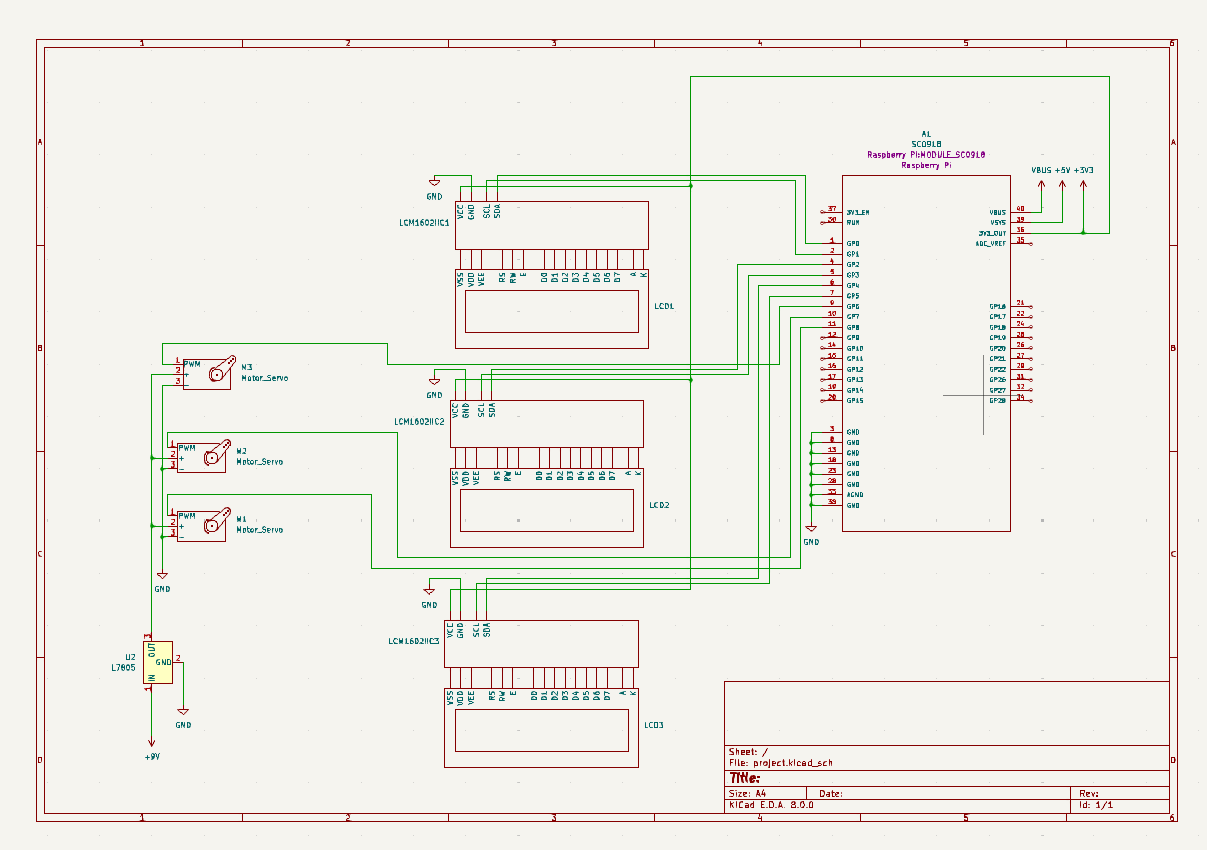 1 2 3 4 5 6
A A
A1
SC0918
Raspberry Pi:MODULE_SC0918
Raspberry Pi
VBUS +5V +3V3
GND
VCC GND SCL SDA
LCM1602IIC1
VSS VDD VEE RS RW E D0 D1 D2 D3 D4 D5 D6 D7 A K
LCD1
37 3V3_EN
30 RUN
1 GP0
2 GP1
4 GP2
5 GP3
6 GP4
7 GP5
9 GP6
10 GP7
11 GP8
12 GP9
14 GP10
15 GP11
16 GP12
17 GP13
19 GP14
20 GP15
3 GND
8 GND
13 GND
18 GND
23 GND
28 GND
33 AGND
38 GND
GND
VBUS 40
VSYS 39
3V3_OUT 36
ADC_VREF 35
GP16 21
GP17 22
GP18 24
GP19 25
GP20 26
GP21 27
GP22 29
GP26 31
GP27 32
GP28 34
B B
1 PWM
2 +
3 -
M3
Motor_Servo
GND
VCC GND SCL SDA
LCM1602IIC2
VSS VDD VEE RS RW E D0 D1 D2 D3 D4 D5 D6 D7 A K
LCD2
1 PWM
2 +
3 -
M2
Motor_Servo
1 PWM
2 +
3 -
M1
Motor_Servo
C C
GND
GND
VCC GND SCL SDA
LCM1602IIC3
VSS VDD VEE RS RW E D0 D1 D2 D3 D4 D5 D6 D7 A K
LCD3
U2
L7805
3 OUT
GND 2
1 IN
GND
+9V
D D
Sheet: /
File: project.kicad_sch
Title:
Size: A4 Date: Rev:
KiCad E.D.A. 8.0.0 Id: 1/1
1 2 3 4 5 6